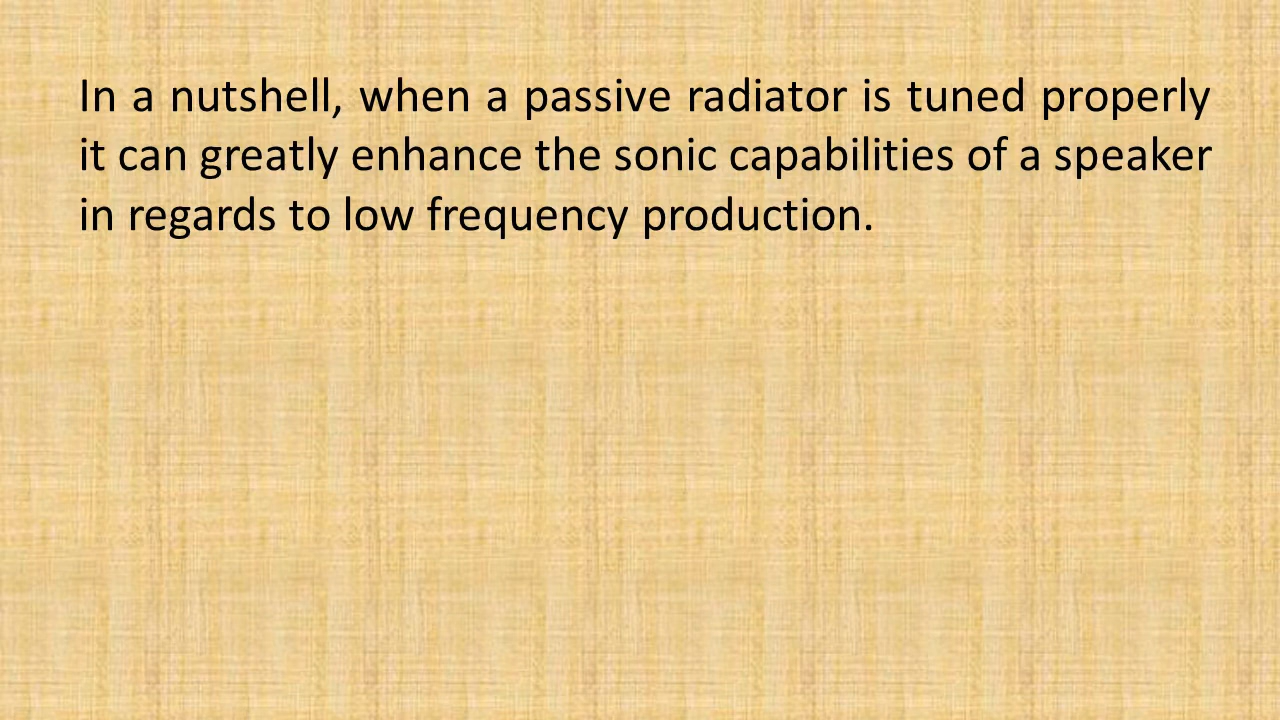 In a nutshell, when a passive radiator is tuned properly
it can greatly enhance the sonic capabilities of a speaker
in regards to low frequency production.